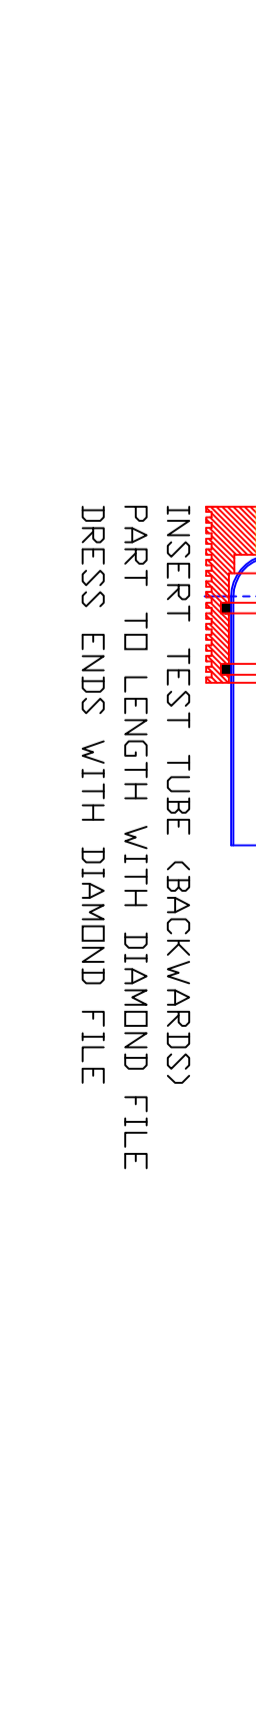 INSERT TEST TUBE (BACKWARDS)
PART TO LENGTH WITH DIAMOND FILE
DRESS ENDS WITH DIAMOND FILE